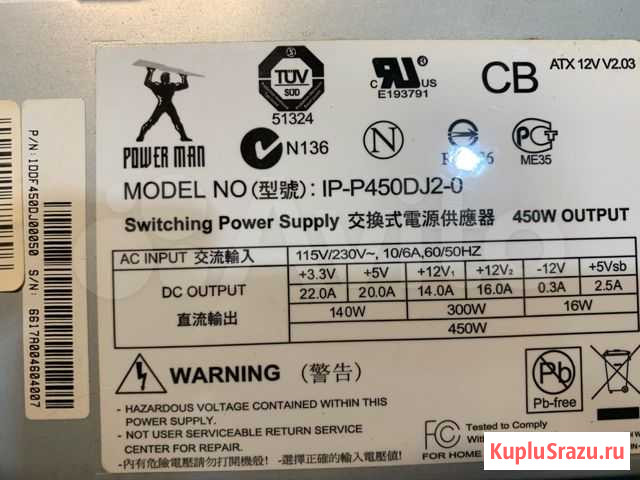 ATX 12V V2.03
POWER MAN
TÜV
SÜD
51324
C US
E193791
CB
N136
N
ME35
MODEL NO (型號): IP-P450DJ2-0
Switching Power Supply 交換式電源供應器 450W OUTPUT
AC INPUT 交流輸入 115V/230V~, 10/6A,60/50HZ
DC OUTPUT +3.3V +5V +12V1 +12V2 -12V +5Vsb
22.0A 20.0A 14.0A 16.0A 0.3A 2.5A
直流輸出 140W 300W 16W
450W
WARNING (警告)
- HAZARDOUS VOLTAGE CONTAINED WITHIN THIS
POWER SUPPLY.
- NOT USER SERVICEABLE RETURN SERVICE
CENTER FOR REPAIR.
-內有危險電壓請勿打開機殼! -選擇正確的輸入電壓值!
Pb
Pb-free
FC Tested to Comply
With
FOR HOME
P/N:1DDF450DJ00050 S/N: 6617A004604007
Avito
KupluSrazu.ru